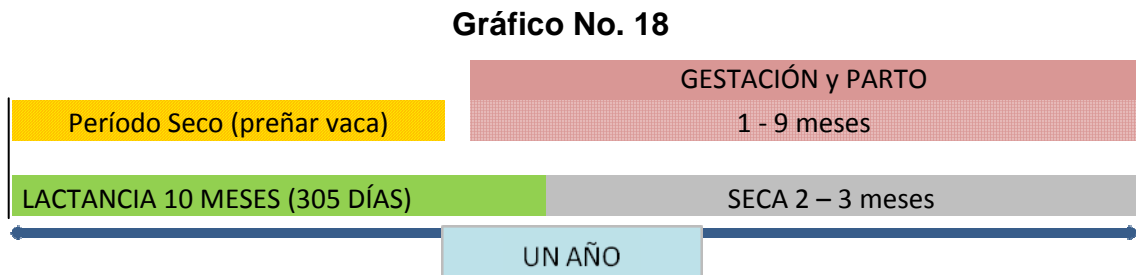 Gráfico No. 18
GESTACIÓN y PARTO
Período Seco (preñar vaca)
1 - 9 meses
LACTANCIA 10 MESES (305 DÍAS)
SECA 2 – 3 meses
UN AÑO